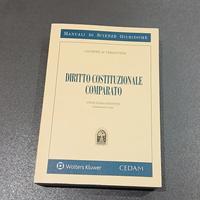 MANUALI DI SCIENZE GIURIDICHE
DIRITTO COSTITUZIONALE
COMPARATO
Wolters Kluwer
CEDAM